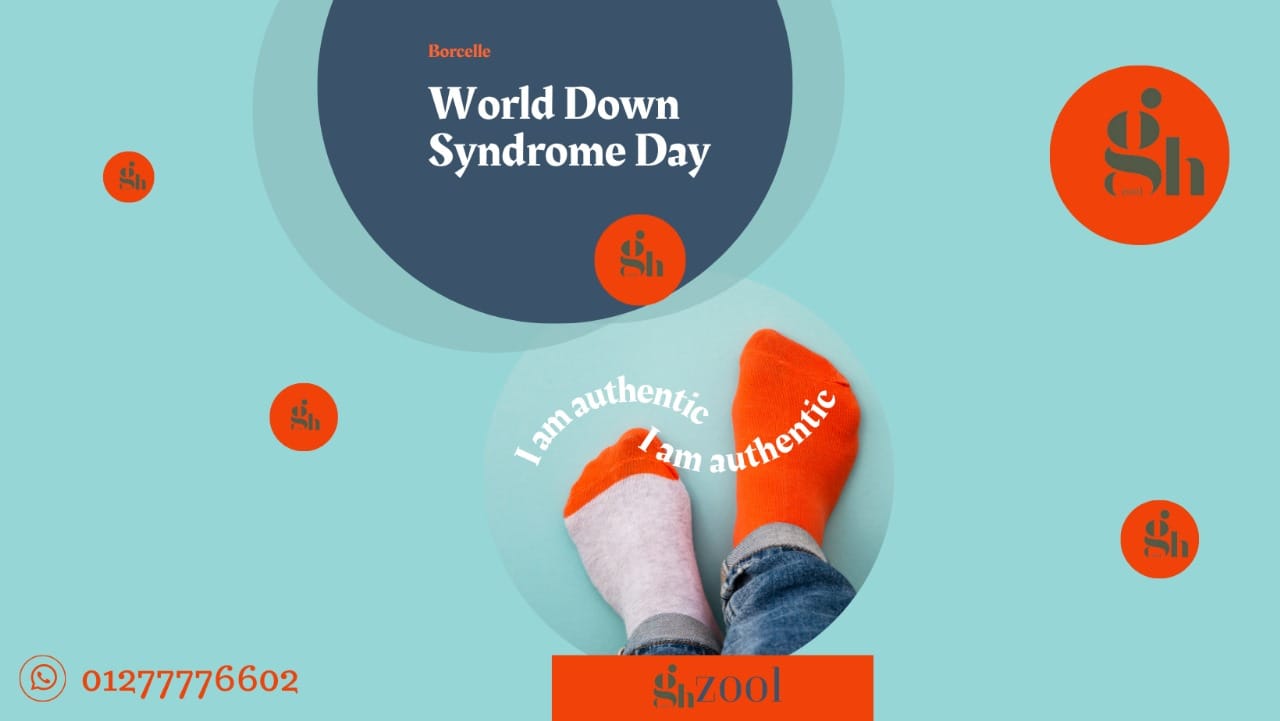 Borcelle
World Down
Syndrome Day
gh
zool
gh
gh
I am authentic
I am authentic
gh
gh
01277776602
ghzool